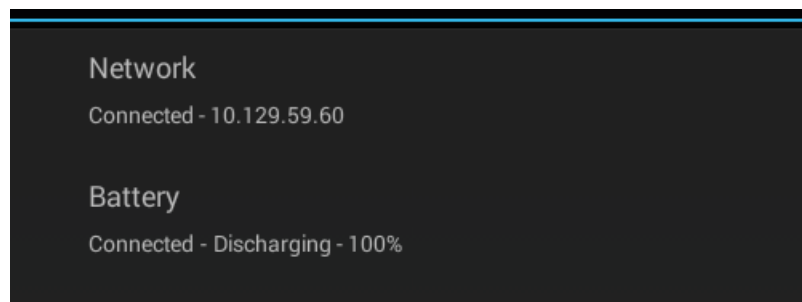 Network
Connected - 10.129.59.60
Battery
Connected - Discharging - 100%